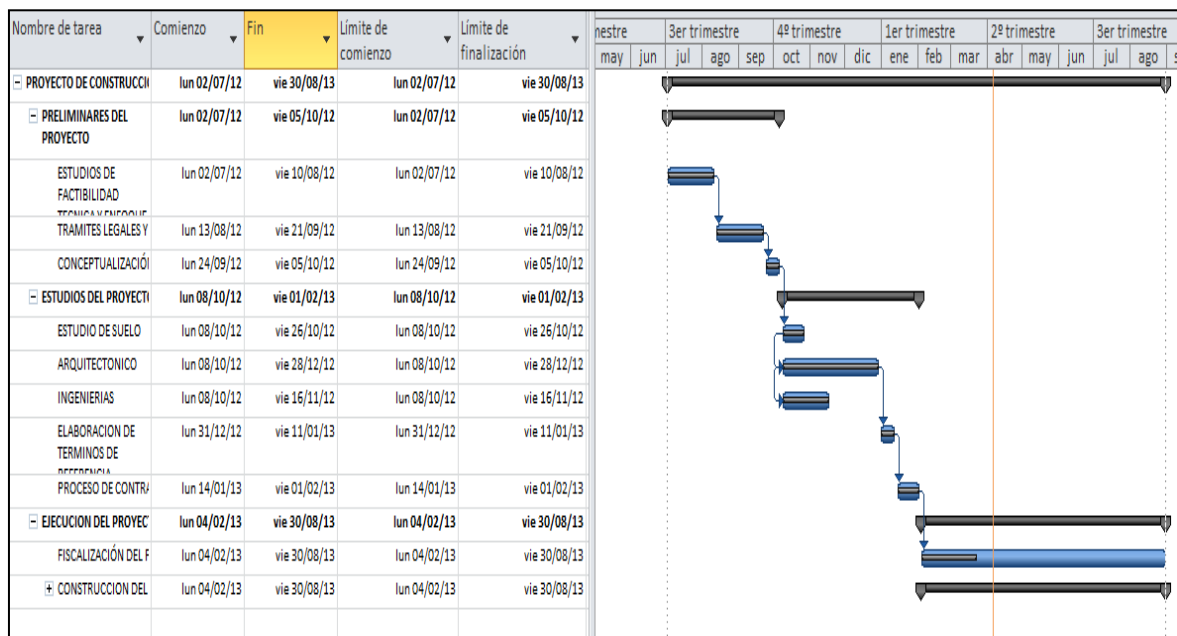 Nombre de tarea Comienzo Fin Límite de comienzo Límite de finalización
mestre 3er trimestre 4º trimestre 1er trimestre 2º trimestre 3er trimestre
may jun jul ago sep oct nov dic ene feb mar abr may jun jul ago s
PROYECTO DE CONSTRUCCI lun 02/07/12 vie 30/08/13 lun 02/07/12 vie 30/08/13
PRELIMINARES DEL lun 02/07/12 vie 05/10/12 lun 02/07/12 vie 05/10/12
PROYECTO
ESTUDIOS DE lun 02/07/12 vie 10/08/12 lun 02/07/12 vie 10/08/12
FACTIBILIDAD
TECNICA Y ENFOQUE
TRAMITES LEGALES Y lun 13/08/12 vie 21/09/12 lun 13/08/12 vie 21/09/12
CONCEPTUALIZACIÓ lun 24/09/12 vie 05/10/12 lun 24/09/12 vie 05/10/12
ESTUDIOS DEL PROYECT lun 08/10/12 vie 01/02/13 lun 08/10/12 vie 01/02/13
ESTUDIO DE SUELO lun 08/10/12 vie 26/10/12 lun 08/10/12 vie 26/10/12
ARQUITECTONICO lun 08/10/12 vie 28/12/12 lun 08/10/12 vie 28/12/12
INGENIERIAS lun 08/10/12 vie 16/11/12 lun 08/10/12 vie 16/11/12
ELABORACION DE lun 31/12/12 vie 11/01/13 lun 31/12/12 vie 11/01/13
TERMINOS DE
REFERENCIA
PROCESO DE CONTRA lun 14/01/13 vie 01/02/13 lun 14/01/13 vie 01/02/13
EJECUCION DEL PROYEC lun 04/02/13 vie 30/08/13 lun 04/02/13 vie 30/08/13
FISCALIZACIÓN DEL P lun 04/02/13 vie 30/08/13 lun 04/02/13 vie 30/08/13
CONSTRUCCION DEL lun 04/02/13 vie 30/08/13 lun 04/02/13 vie 30/08/13